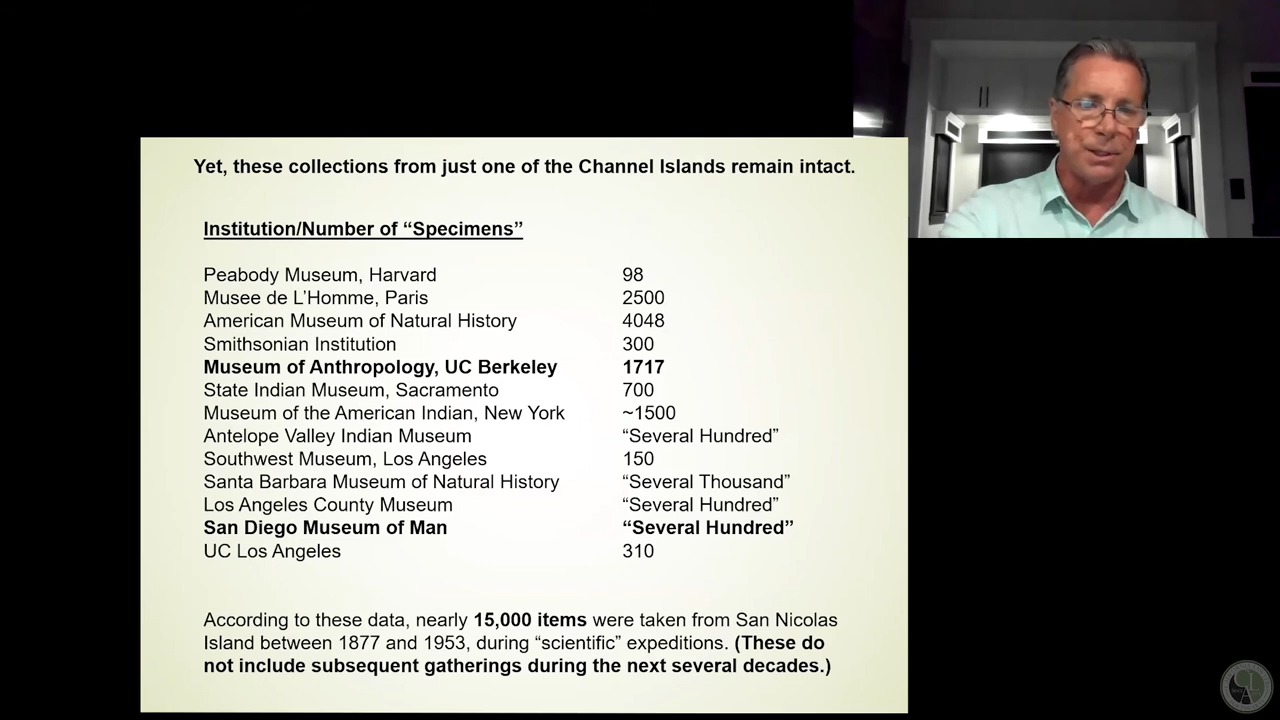 Yet, these collections from just one of the Channel Islands remain intact.
Institution/Number of “Specimens”
Peabody Museum, Harvard 98
Musee de L’Homme, Paris 2500
American Museum of Natural History 4048
Smithsonian Institution 300
Museum of Anthropology, UC Berkeley 1717
State Indian Museum, Sacramento 700
Museum of the American Indian, New York ~1500
Antelope Valley Indian Museum “Several Hundred”
Southwest Museum, Los Angeles 150
Santa Barbara Museum of Natural History “Several Thousand”
Los Angeles County Museum “Several Hundred”
San Diego Museum of Man “Several Hundred”
UC Los Angeles 310
According to these data, nearly 15,000 items were taken from San Nicolas
Island between 1877 and 1953, during “scientific” expeditions. (These do
not include subsequent gatherings during the next several decades.)